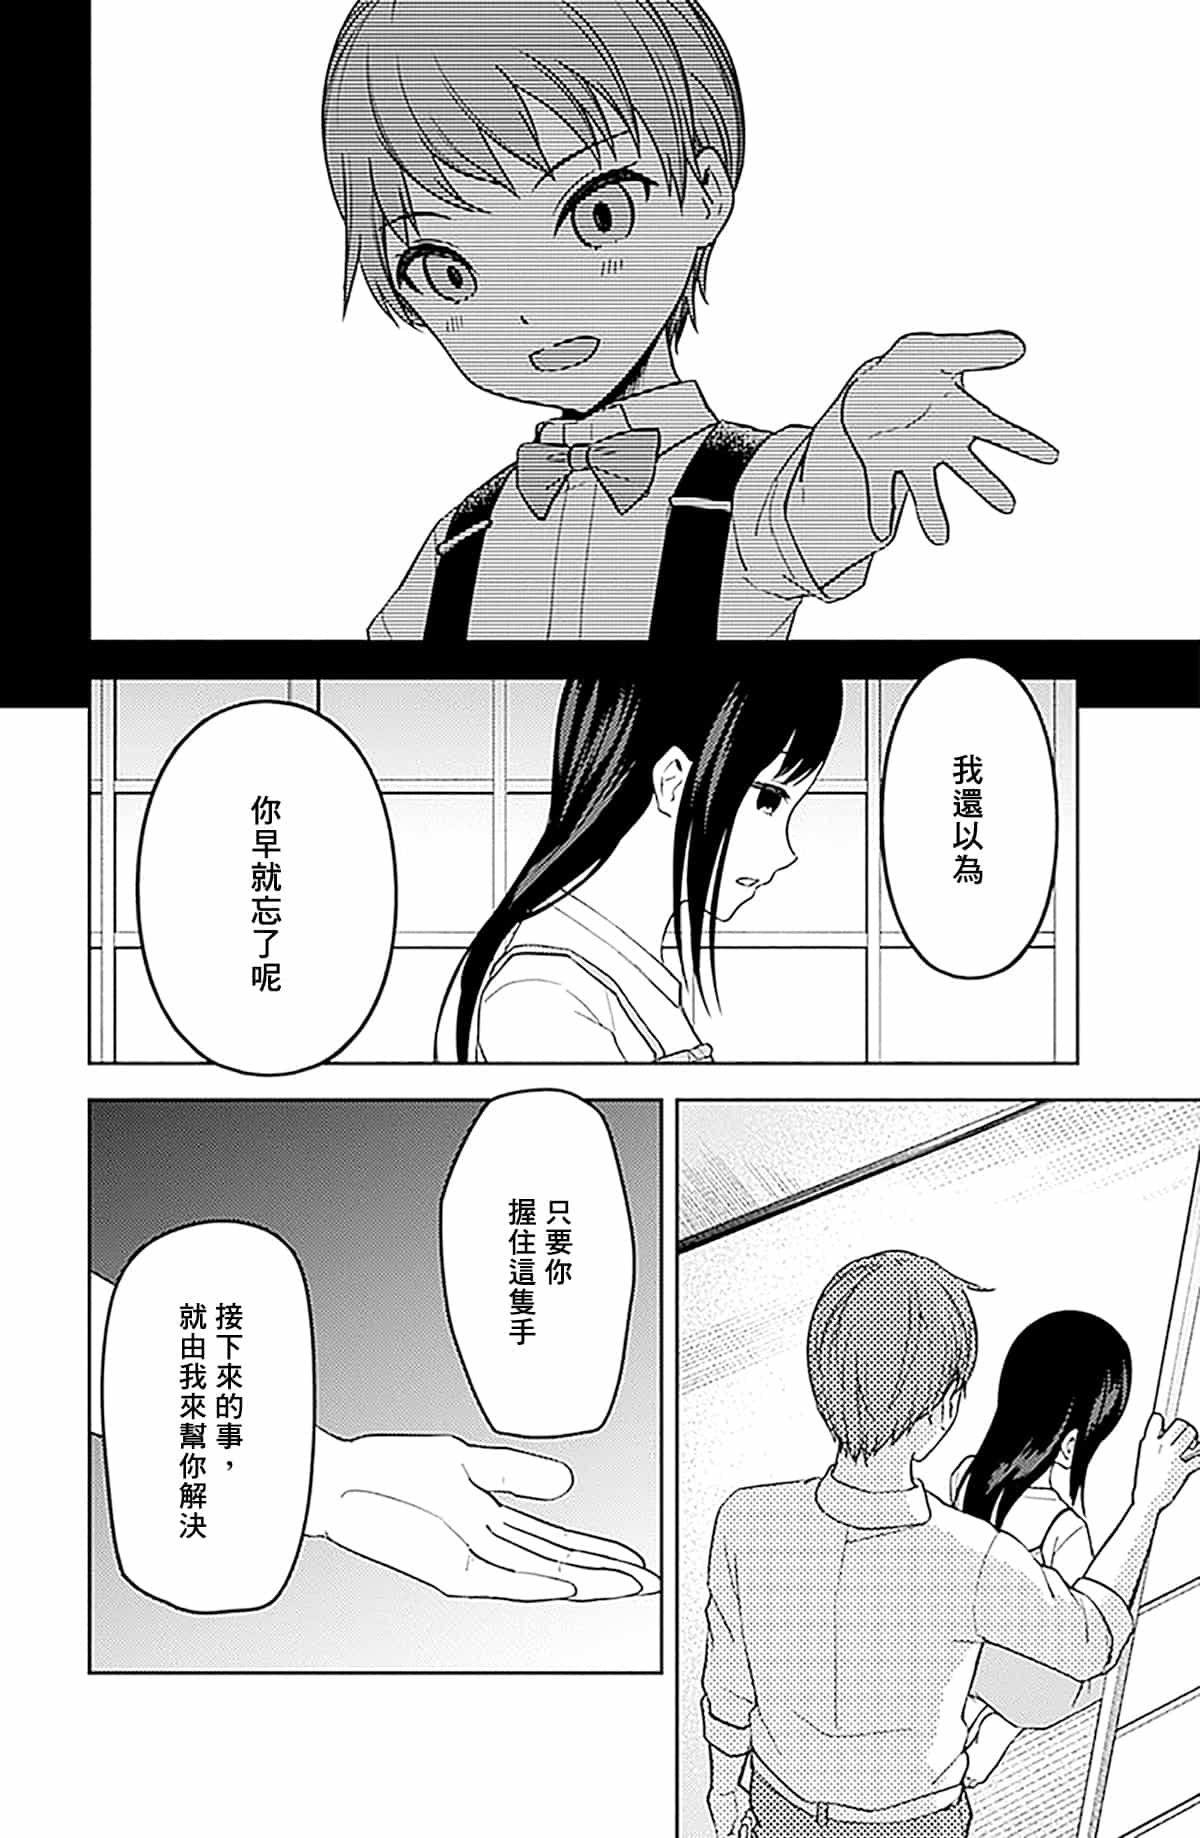 我還以為
你早就忘了呢
只要你
握住這隻手
接下來的事，
就由我來幫你解決